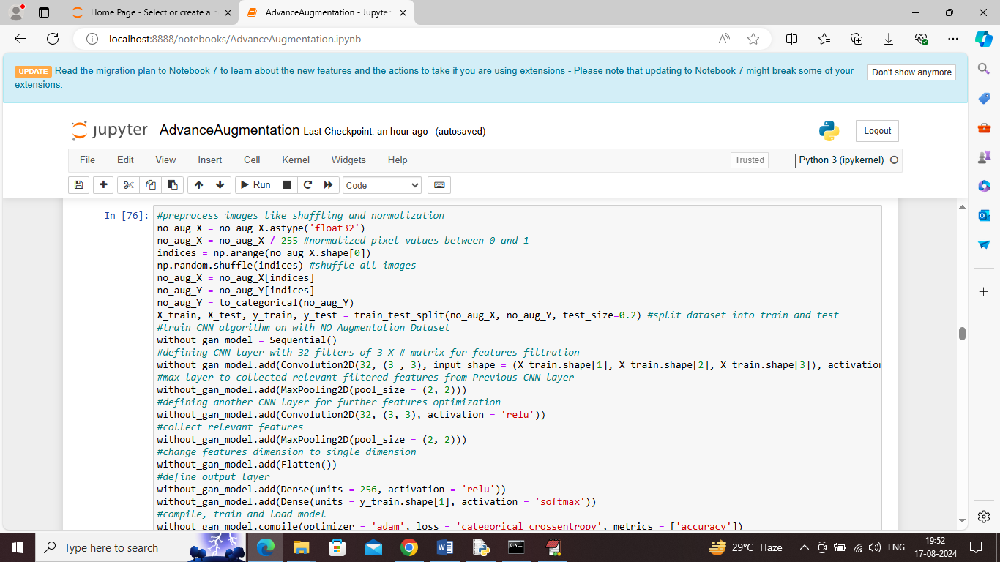 Home Page - Select or create a n
AdvanceAugmentation - Jupyter
localhost:8888/notebooks/AdvanceAugmentation.ipynb
UPDATE Read the migration plan to Notebook 7 to learn about the new features and the actions to take if you are using extensions - Please note that updating to Notebook 7 might break some of your
extensions.
Don't show anymore
jupyter AdvanceAugmentation Last Checkpoint: an hour ago (autosaved)
Logout
File Edit View Insert Cell Kernel Widgets Help
Trusted
Python 3 (ipykernel)
Run
Code
In [76]:
#preprocess images like shuffling and normalization
no_aug_X = no_aug_X.astype('float32')
no_aug_X = no_aug_X / 255 #normalized pixel values between 0 and 1
indices = np.arange(no_aug_X.shape[0])
np.random.shuffle(indices) #shuffle all images
no_aug_X = no_aug_X[indices]
no_aug_Y = no_aug_Y[indices]
no_aug_Y = to_categorical(no_aug_Y)
X_train, X_test, y_train, y_test = train_test_split(no_aug_X, no_aug_Y, test_size=0.2) #split dataset into train and test
#train CNN algorithm on with NO Augmentation Dataset
without_gan_model = Sequential()
#defining CNN layer with 32 filters of 3 X # matrix for features filtration
without_gan_model.add(Convolution2D(32, (3 , 3), input_shape = (X_train.shape[1], X_train.shape[2], X_train.shape[3]), activation
#max layer to collected relevant filtered features from Previous CNN layer
without_gan_model.add(MaxPooling2D(pool_size = (2, 2)))
#defining another CNN layer for further features optimization
without_gan_model.add(Convolution2D(32, (3, 3), activation = 'relu'))
#collect relevant features
without_gan_model.add(MaxPooling2D(pool_size = (2, 2)))
#change features dimension to single dimension
without_gan_model.add(Flatten())
#define output layer
without_gan_model.add(Dense(units = 256, activation = 'relu'))
without_gan_model.add(Dense(units = y_train.shape[1], activation = 'softmax'))
#compile, train and load model
without_gan_model.compile(optimizer = 'adam', loss = 'categorical_crossentropy', metrics = ['accuracy'])
Type here to search
29°C Haze
ENG
19:52
17-08-2024